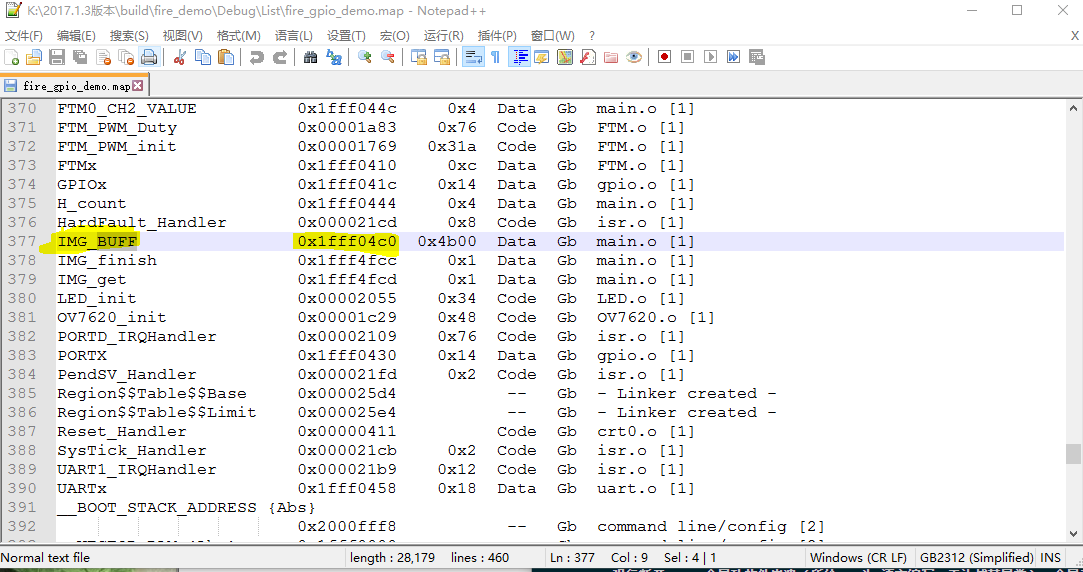 K:\2017.1.3版本\build\fire_demo\Debug\List\fire_gpio_demo.map - Notepad++
文件(F) 编辑(E) 搜索(S) 视图(V) 格式(M) 语言(L) 设置(T) 宏(O) 运行(R) 插件(P) 窗口(W) ? X
fire_gpio_demo.map
370 FTM0_CH2_VALUE 0x1fff044c 0x4 Data Gb main.o [1]
371 FTM_PWM_Duty 0x00001a83 0x76 Code Gb FTM.o [1]
372 FTM_PWM_init 0x00001769 0x31a Code Gb FTM.o [1]
373 FTMx 0x1fff0410 0xc Data Gb FTM.o [1]
374 GPIOx 0x1fff041c 0x14 Data Gb gpio.o [1]
375 H_count 0x1fff0444 0x4 Data Gb main.o [1]
376 HardFault_Handler 0x000021cd 0x8 Code Gb isr.o [1]
377 IMG_BUFF 0x1fff04c0 0x4b00 Data Gb main.o [1]
378 IMG_finish 0x1fff4fcc 0x1 Data Gb main.o [1]
379 IMG_get 0x1fff4fcd 0x1 Data Gb main.o [1]
380 LED_init 0x00002055 0x34 Code Gb LED.o [1]
381 OV7620_init 0x00001c29 0x48 Code Gb OV7620.o [1]
382 PORTD_IRQHandler 0x00002109 0x76 Code Gb isr.o [1]
383 PORTX 0x1fff0430 0x14 Data Gb gpio.o [1]
384 PendSV_Handler 0x000021fd 0x2 Code Gb isr.o [1]
385 Region$$Table$$Base 0x000025d4 -- Gb - Linker created -
386 Region$$Table$$Limit 0x000025e4 -- Gb - Linker created -
387 Reset_Handler 0x00000411 Code Gb crt0.o [1]
388 SysTick_Handler 0x000021cb 0x2 Code Gb isr.o [1]
389 UART1_IRQHandler 0x000021b9 0x12 Code Gb isr.o [1]
390 UARTx 0x1fff0458 0x18 Data Gb uart.o [1]
391 __BOOT_STACK_ADDRESS {Abs}
392 0x2000fff8 -- Gb command line/config [2]
Normal text file length : 28,179 lines : 460 Ln : 377 Col : 9 Sel : 4 | 1 Windows (CR LF) GB2312 (Simplified) INS